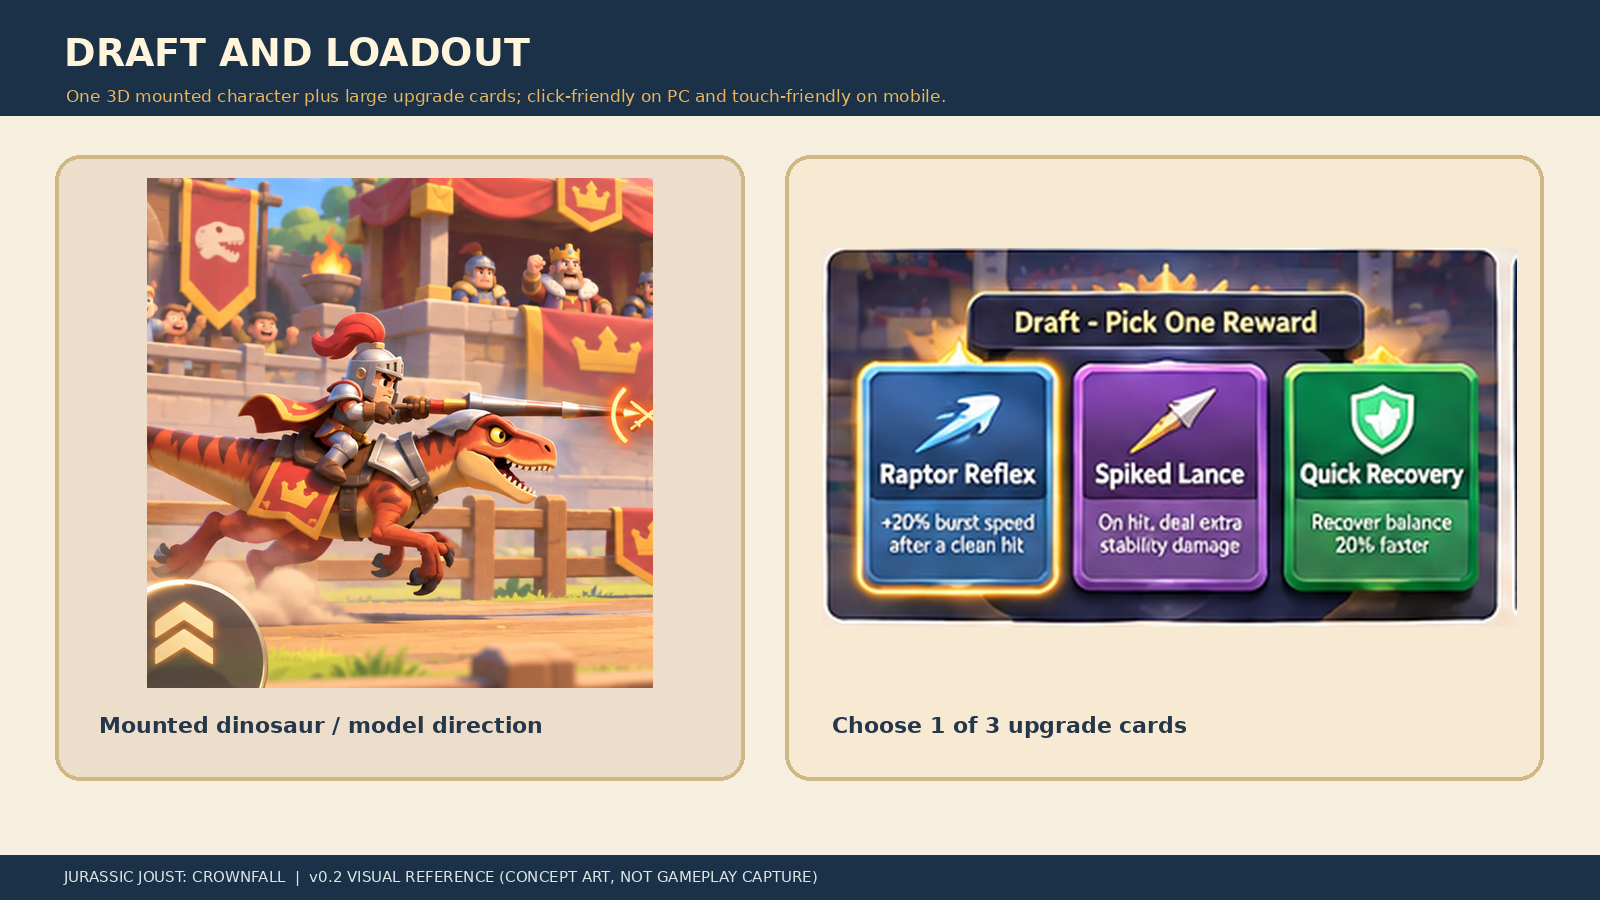 DRAFT AND LOADOUT
One 3D mounted character plus large upgrade cards; click-friendly on PC and touch-friendly on mobile.
Mounted dinosaur / model direction
Draft - Pick One Reward
Raptor Reflex
+20% burst speed
after a clean hit
Spiked Lance
On hit, deal extra
stability damage
Quick Recovery
Recover balance
20% faster
Choose 1 of 3 upgrade cards
JURASSIC JOUST: CROWNFALL | v0.2 VISUAL REFERENCE (CONCEPT ART, NOT GAMEPLAY CAPTURE)